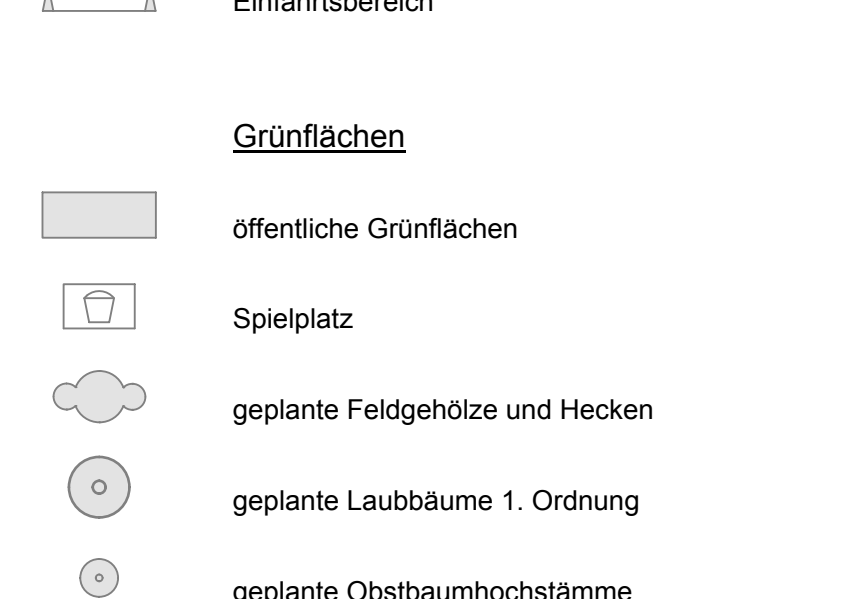 Einfahrtsbereich
Grünflächen
öffentliche Grünflächen
Spielplatz
geplante Feldgehölze und Hecken
geplante Laubbäume 1. Ordnung
geplante Obstbaumhochstämme